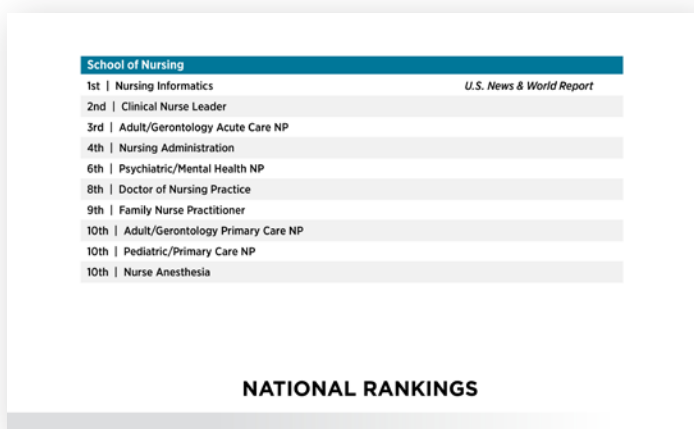 School of Nursing
1st | Nursing Informatics U.S. News & World Report
2nd | Clinical Nurse Leader
3rd | Adult/Gerontology Acute Care NP
4th | Nursing Administration
6th | Psychiatric/Mental Health NP
8th | Doctor of Nursing Practice
9th | Family Nurse Practitioner
10th | Adult/Gerontology Primary Care NP
10th | Pediatric/Primary Care NP
10th | Nurse Anesthesia
NATIONAL RANKINGS